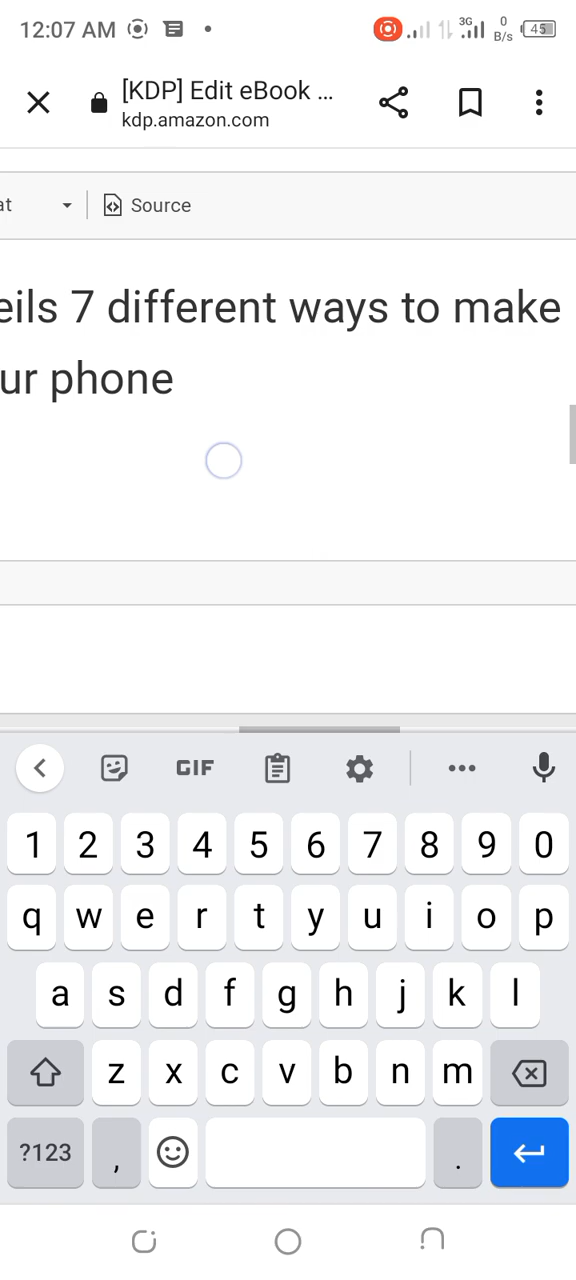 12:07 AM 3G 0 B/s 45
[KDP] Edit eBook ...
kdp.amazon.com
at Source
eils 7 different ways to make
ur phone
GIF
1 2 3 4 5 6 7 8 9 0
q w e r t y u i o p
a s d f g h j k l
z x c v b n m
?123 , .